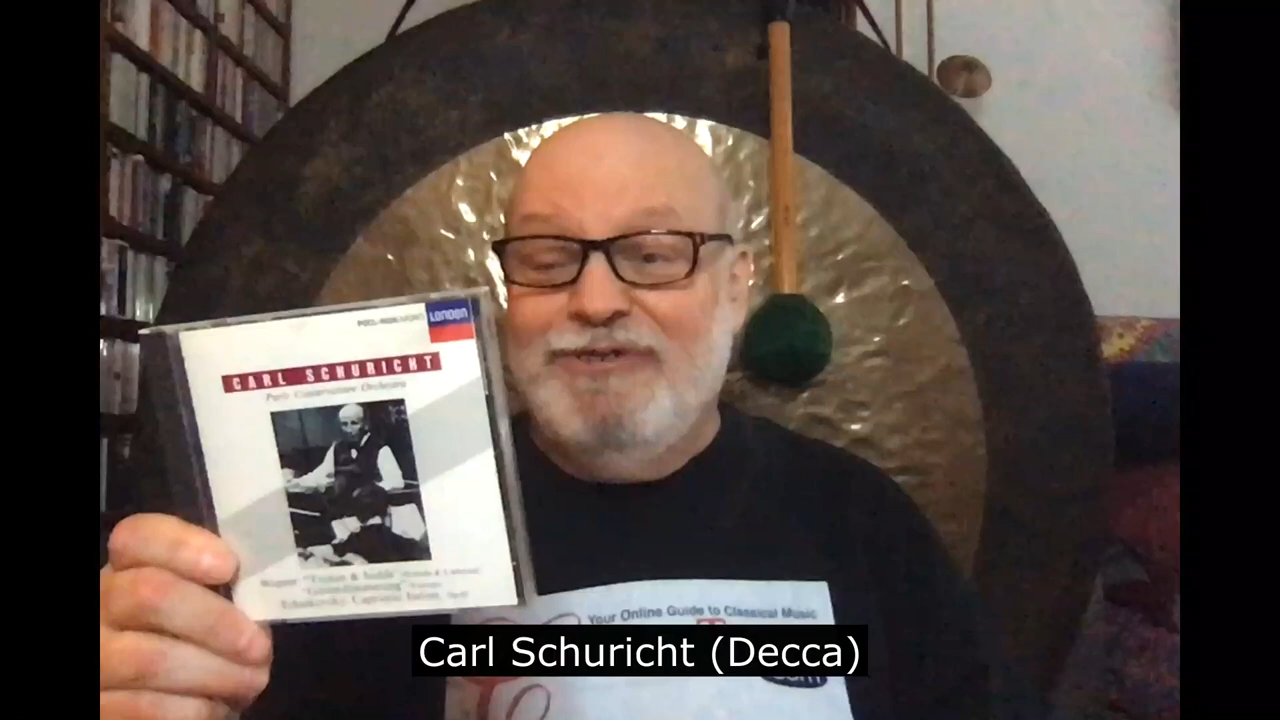 LONDON
CARL SCHURICHT
Paris Conservatoire Orchestra
Wagner: "Tristan & Isolde"
"Götterdämmerung"
Tchaikovsky: Capriccio Italien
Your Online Guide to Classical Music
Carl Schuricht (Decca)